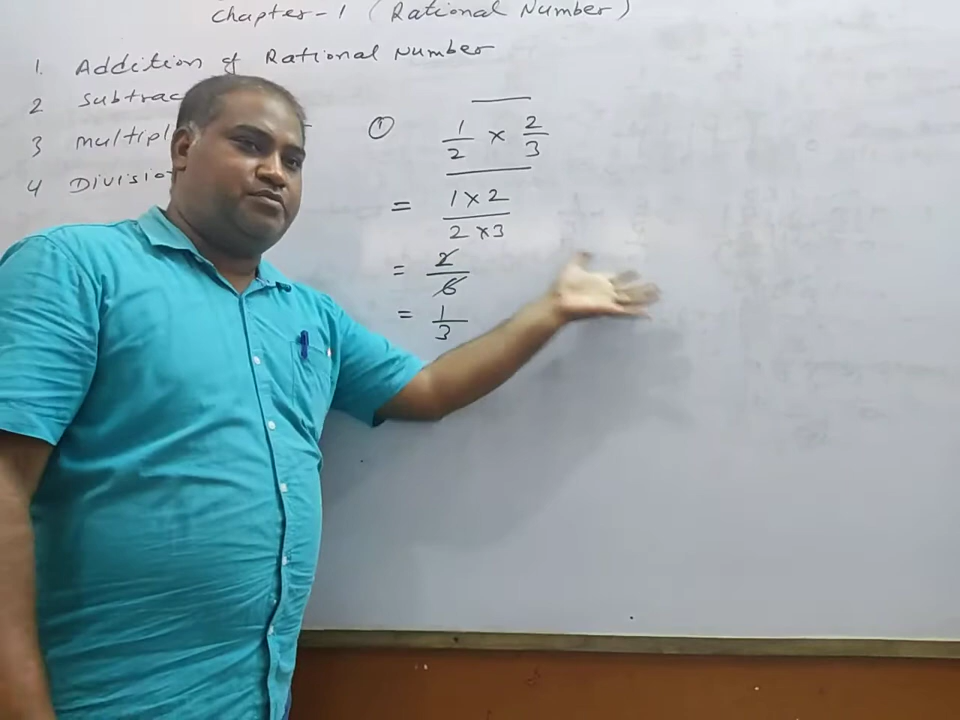 Chapter-1 (Rational Number)
1. Addition of Rational Number
2 Subtrac
3 multipl
4 Division
① 1/2 × 2/3
= 1×2/2×3
= 2/6
= 1/3